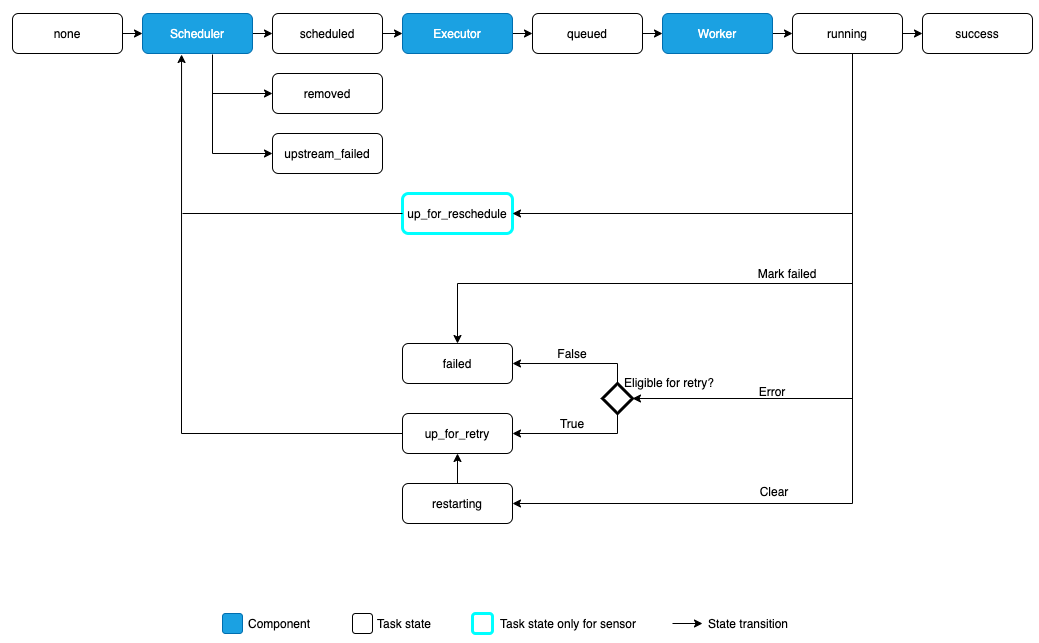 none
Scheduler
scheduled
Executor
queued
Worker
running
success
removed
upstream_failed
up_for_reschedule
Mark failed
failed
False
Eligible for retry?
Error
up_for_retry
True
restarting
Clear
Component
Task state
Task state only for sensor
State transition